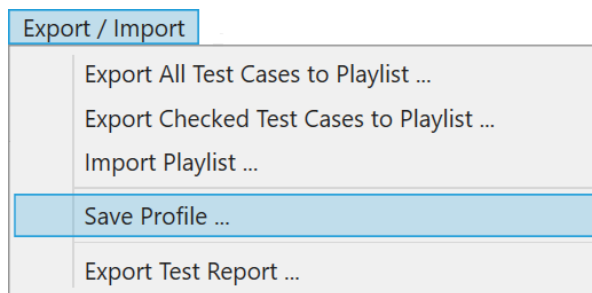 Export / Import
Export All Test Cases to Playlist ...
Export Checked Test Cases to Playlist ...
Import Playlist ...
Save Profile ...
Export Test Report ...